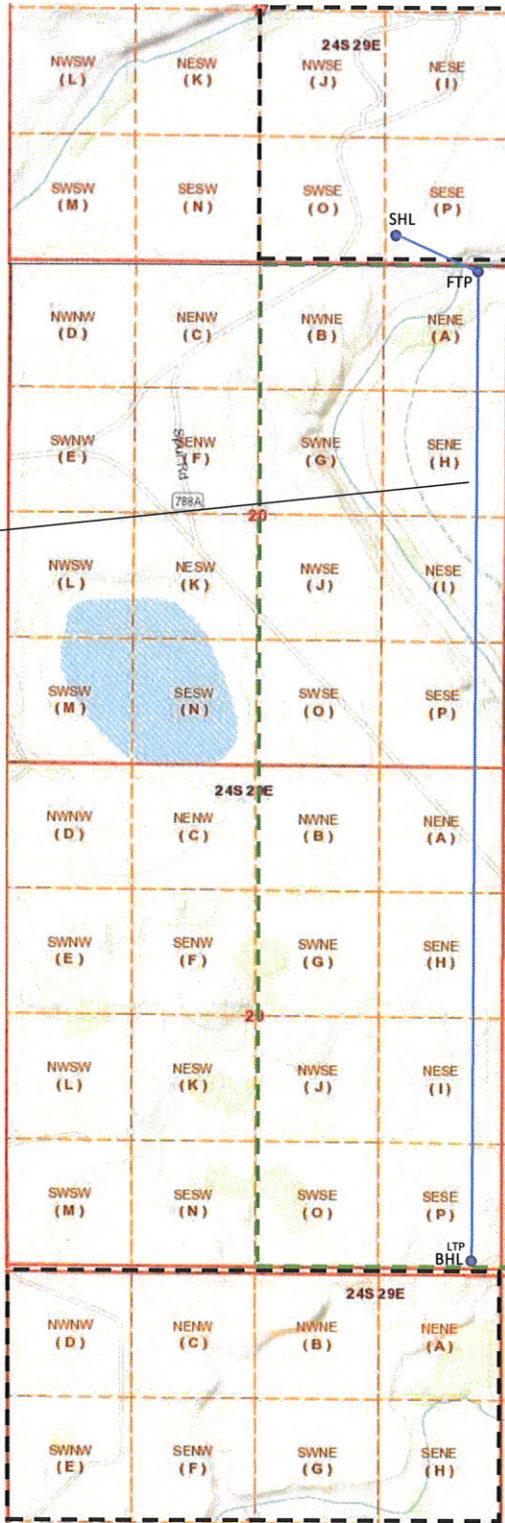 17
24S 29E
NWSW NESW NWSE NESE
(L) (K) (J) (I)
SWSW SESW SWSE SESE
(M) (N) (O) (P)
SHL
FTP
NWNW NENW NWNE NENE
(D) (C) (B) (A)
SWNW SENW SWNE SENE
(E) (F) (G) (H)
Spur Rd
788A
20
NWSW NESW NWSE NESE
(L) (K) (J) (I)
SWSW SESW SWSE SESE
(M) (N) (O) (P)
24S 29E
NWNW NENW NWNE NENE
(D) (C) (B) (A)
SWNW SENW SWNE SENE
(E) (F) (G) (H)
NWSW NESW NWSE NESE
(L) (K) (J) (I)
SWSW SESW SWSE SESE
(M) (N) (O) (P)
LTP
BHL
24S 29E
NWNW NENW NWNE NENE
(D) (C) (B) (A)
SWNW SENW SWNE SENE
(E) (F) (G) (H)